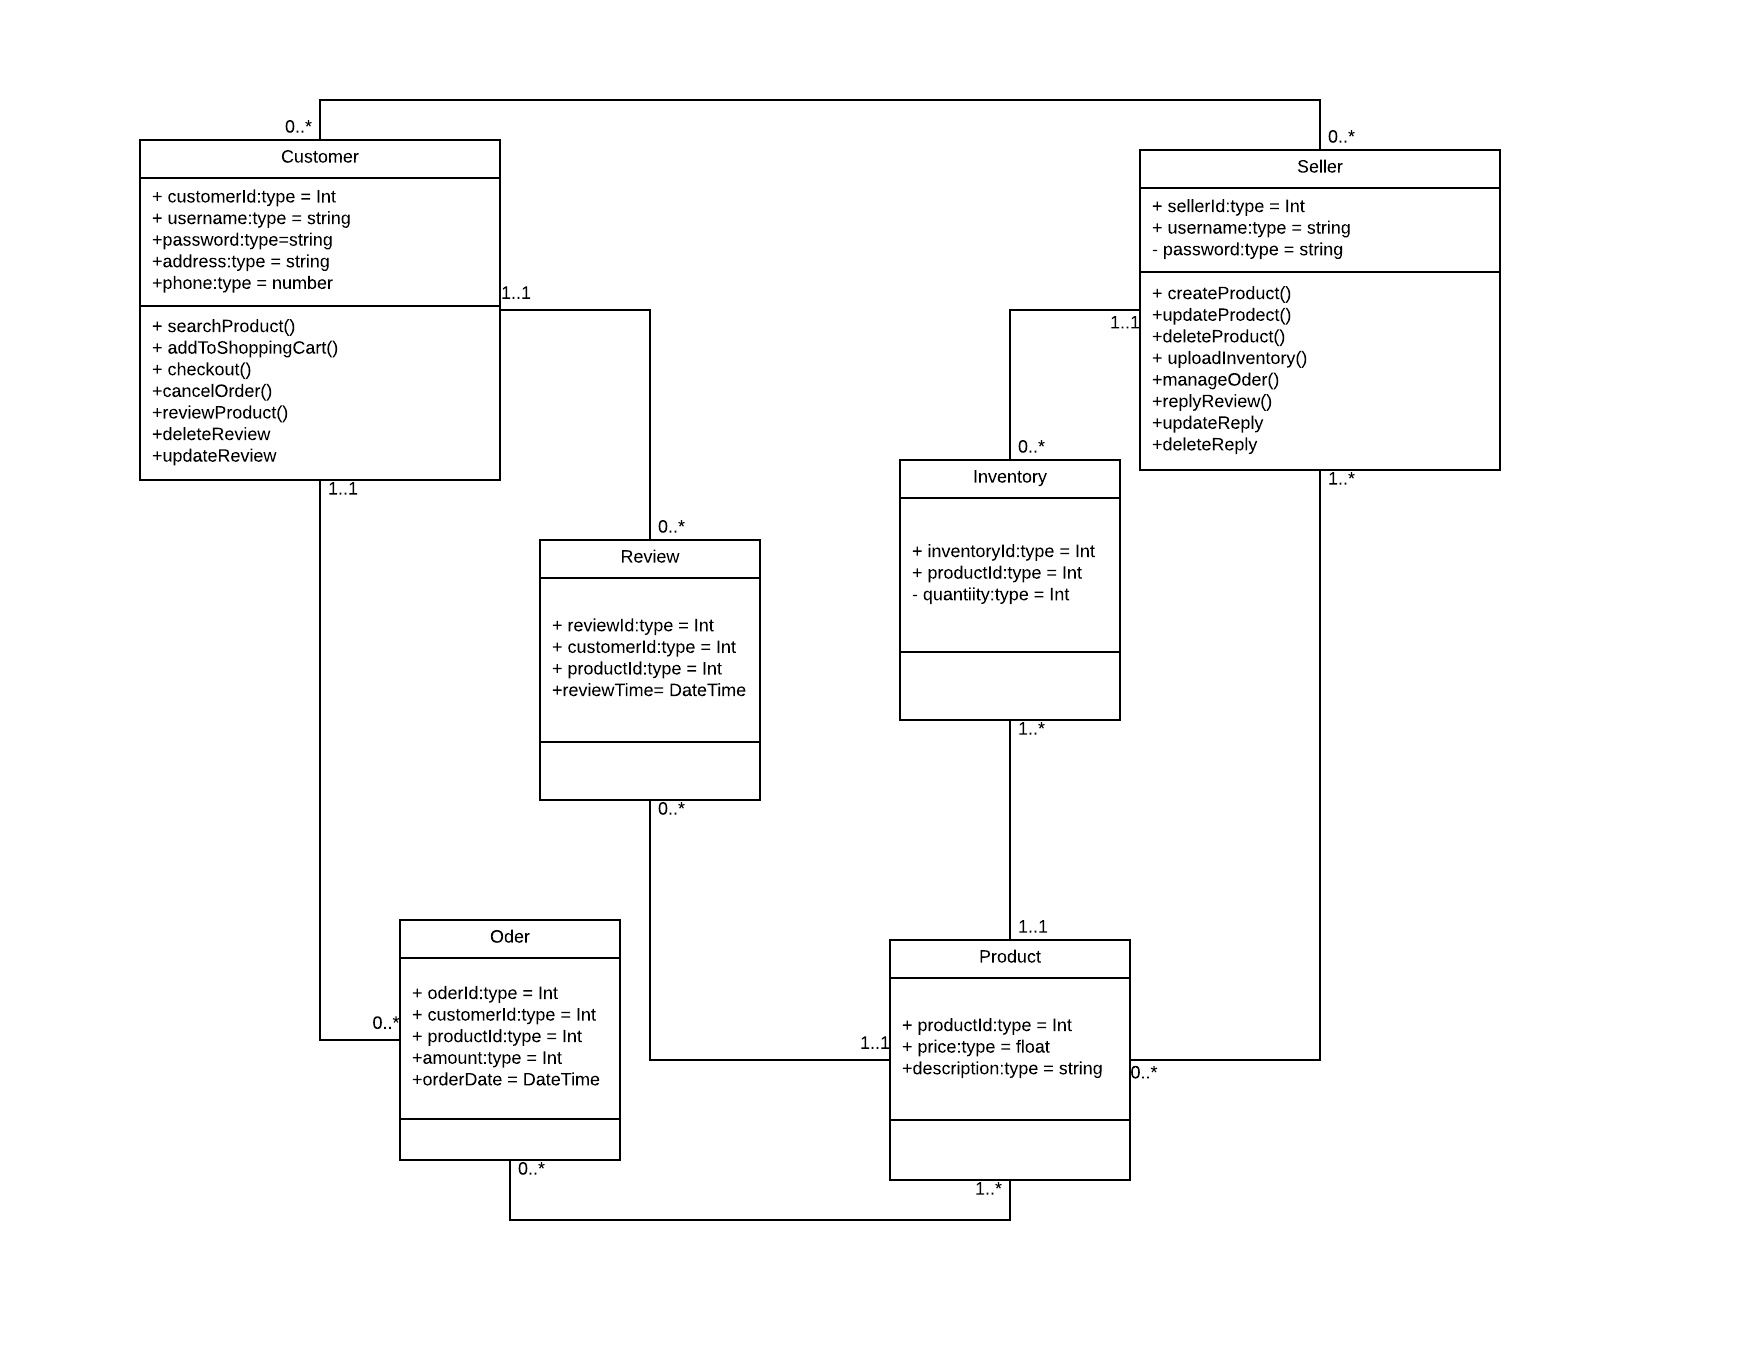 0..*
0..*
Customer
+ customerId:type = Int
+ username:type = string
+password:type=string
+address:type = string
+phone:type = number
+ searchProduct()
+ addToShoppingCart()
+ checkout()
+cancelOrder()
+reviewProduct()
+deleteReview
+updateReview
1..1
1..1
Seller
+ sellerId:type = Int
+ username:type = string
- password:type = string
+ createProduct()
+updateProdect()
+deleteProduct()
+ uploadInventory()
+manageOder()
+replyReview()
+updateReply
+deleteReply
1..1
1..*
0..*
Inventory
+ inventoryId:type = Int
+ productId:type = Int
- quantiity:type = Int
1..*
0..*
Review
+ reviewId:type = Int
+ customerId:type = Int
+ productId:type = Int
+reviewTime= DateTime
0..*
Oder
+ oderId:type = Int
+ customerId:type = Int
+ productId:type = Int
+amount:type = Int
+orderDate = DateTime
0..*
0..*
1..1
Product
+ productId:type = Int
+ price:type = float
+description:type = string
1..1
0..*
1..*